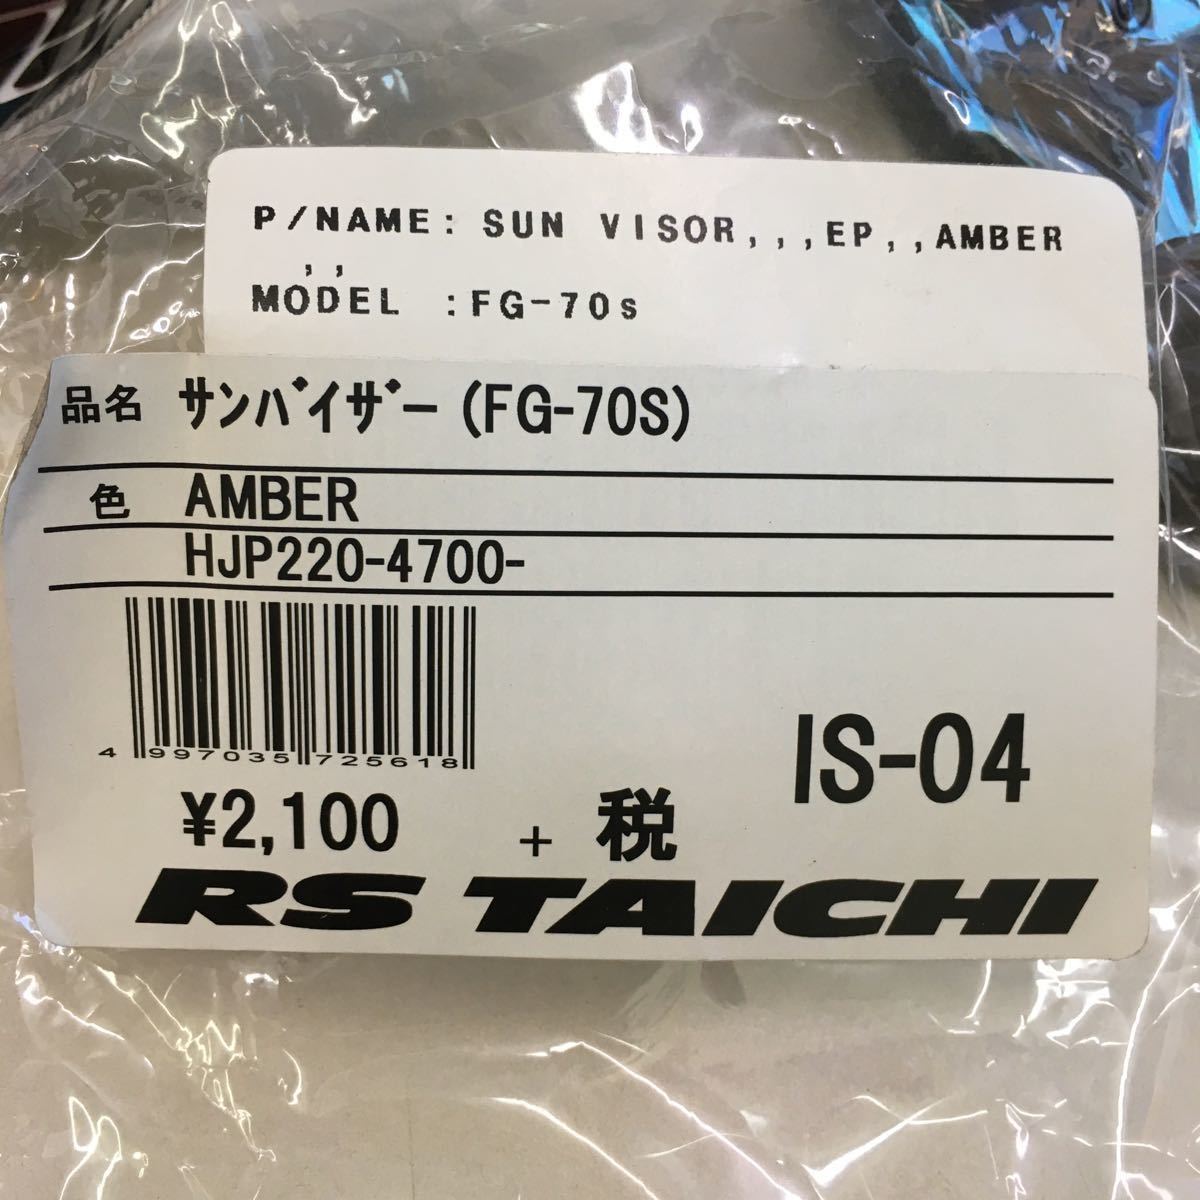 P/NAME: SUN VISOR,,,EP,,AMBER
,,
MODEL :FG-70s
品名 ｻﾝﾊﾞｲｻﾞｰ (FG-70S)
色 AMBER
HJP220-4700-
4 997035 725618
IS-04
¥2,100 + 税
RS TAICHI